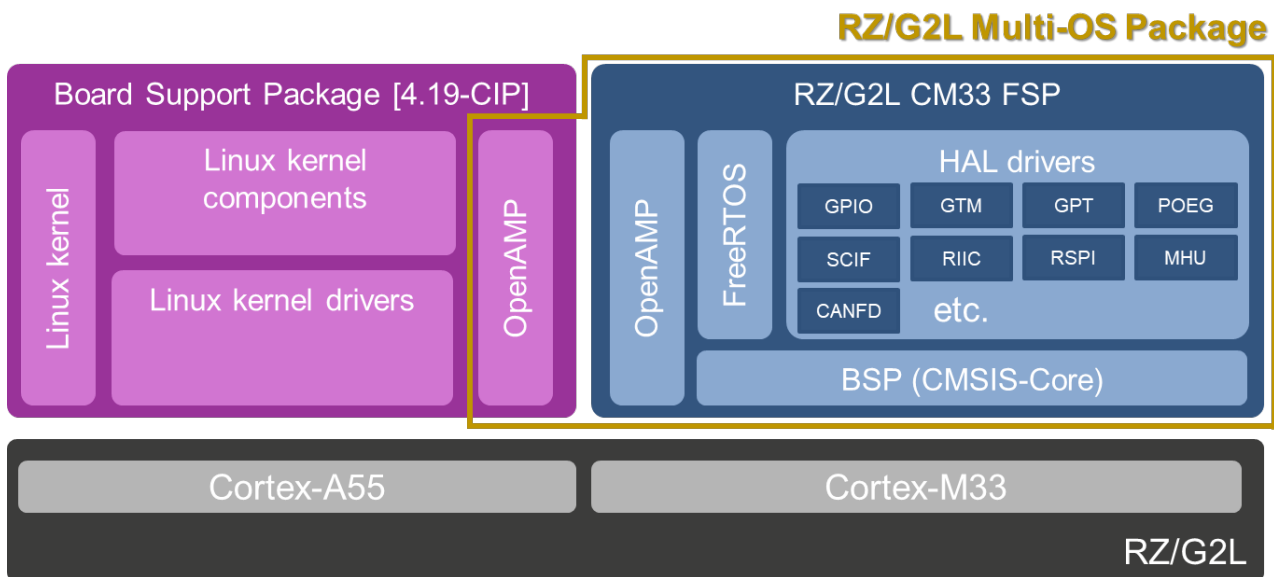 RZ/G2L Multi-OS Package
Board Support Package [4.19-CIP]
Linux kernel
Linux kernel
components
Linux kernel drivers
OpenAMP
RZ/G2L CM33 FSP
OpenAMP
FreeRTOS
HAL drivers
GPIO
GTM
GPT
POEG
SCIF
RIIC
RSPI
MHU
CANFD
etc.
BSP (CMSIS-Core)
Cortex-A55
Cortex-M33
RZ/G2L